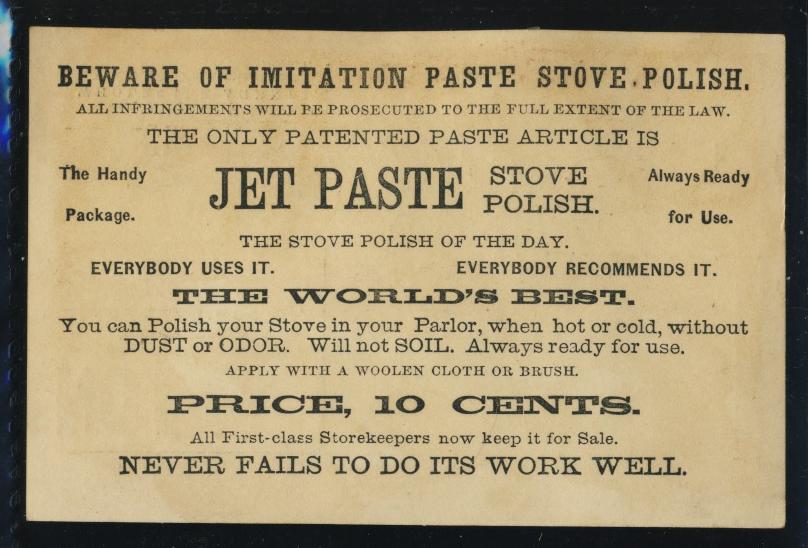 BEWARE OF IMITATION PASTE STOVE POLISH.
ALL INFRINGEMENTS WILL BE PROSECUTED TO THE FULL EXTENT OF THE LAW.
THE ONLY PATENTED PASTE ARTICLE IS
The Handy Package.
JET PASTE STOVE POLISH.
Always Ready for Use.
THE STOVE POLISH OF THE DAY.
EVERYBODY USES IT. EVERYBODY RECOMMENDS IT.
THE WORLD'S BEST.
You can Polish your Stove in your Parlor, when hot or cold, without
DUST or ODOR. Will not SOIL. Always ready for use.
APPLY WITH A WOOLEN CLOTH OR BRUSH.
PRICE, 10 CENTS.
All First-class Storekeepers now keep it for Sale.
NEVER FAILS TO DO ITS WORK WELL.